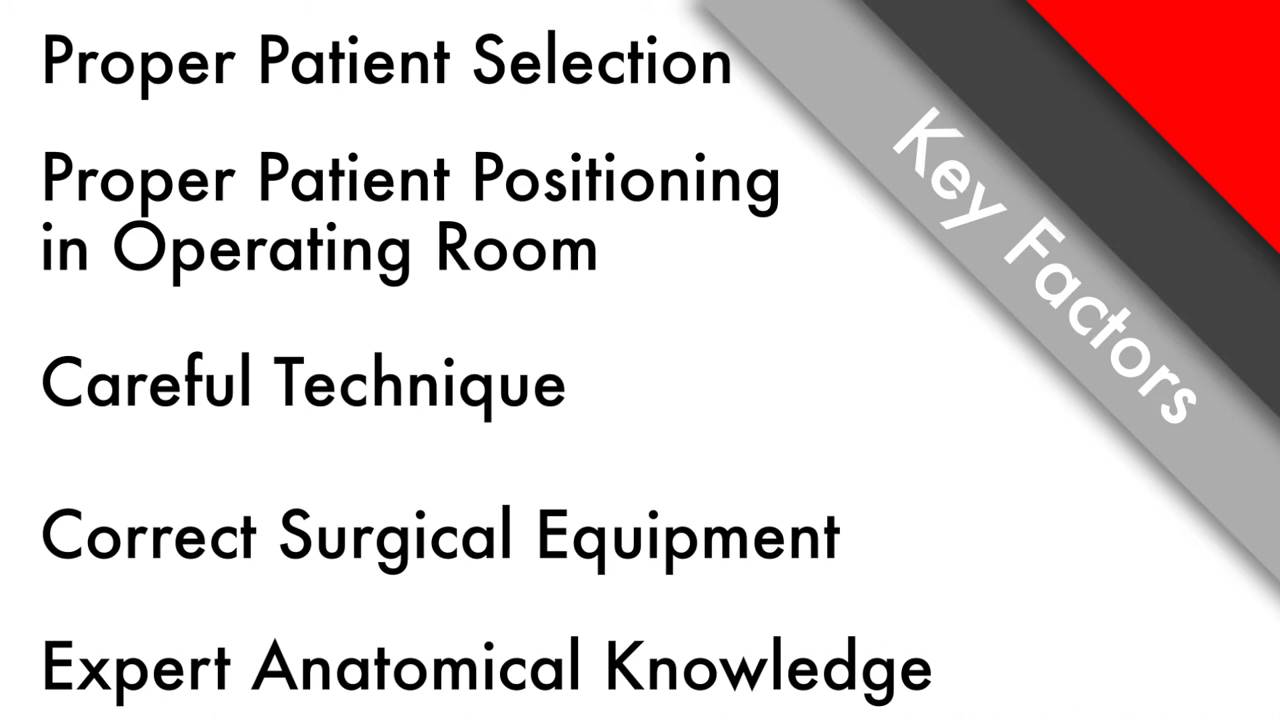 Proper Patient Selection
Proper Patient Positioning
in Operating Room
Careful Technique
Correct Surgical Equipment
Expert Anatomical Knowledge
Key Factors